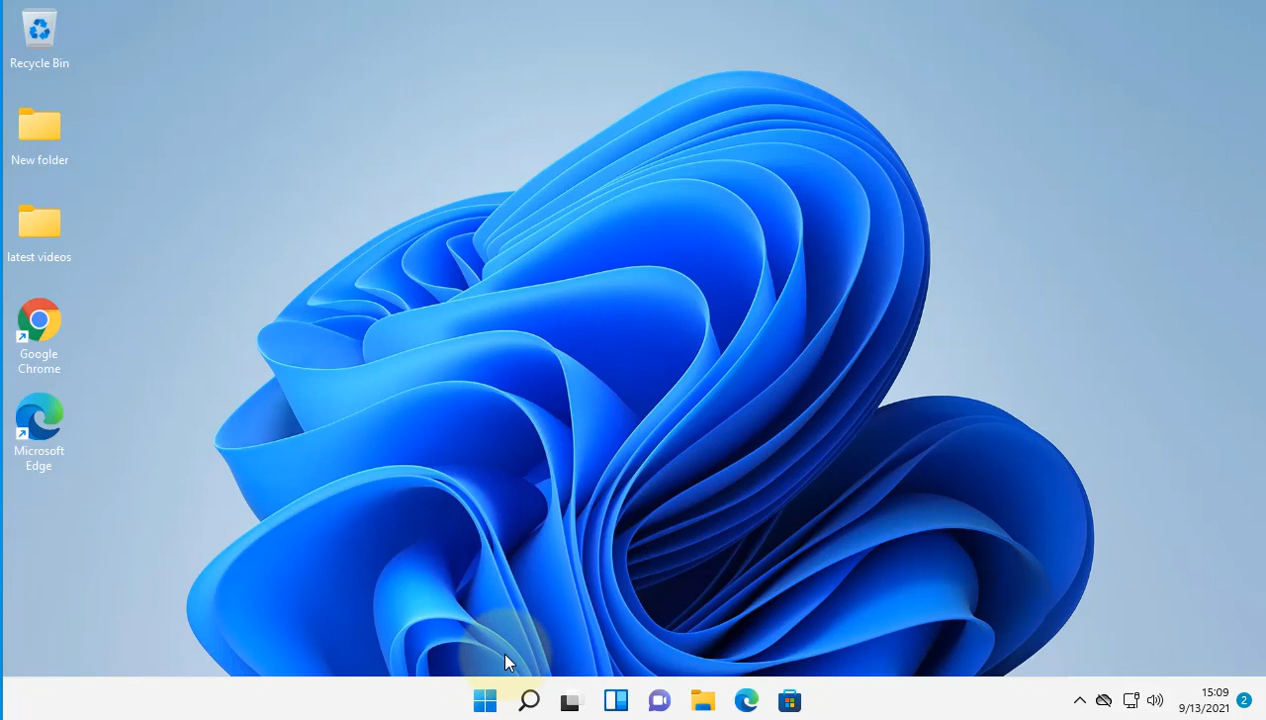 Recycle Bin
New folder
latest videos
Google
Chrome
Microsoft
Edge
15:09
9/13/2021
2